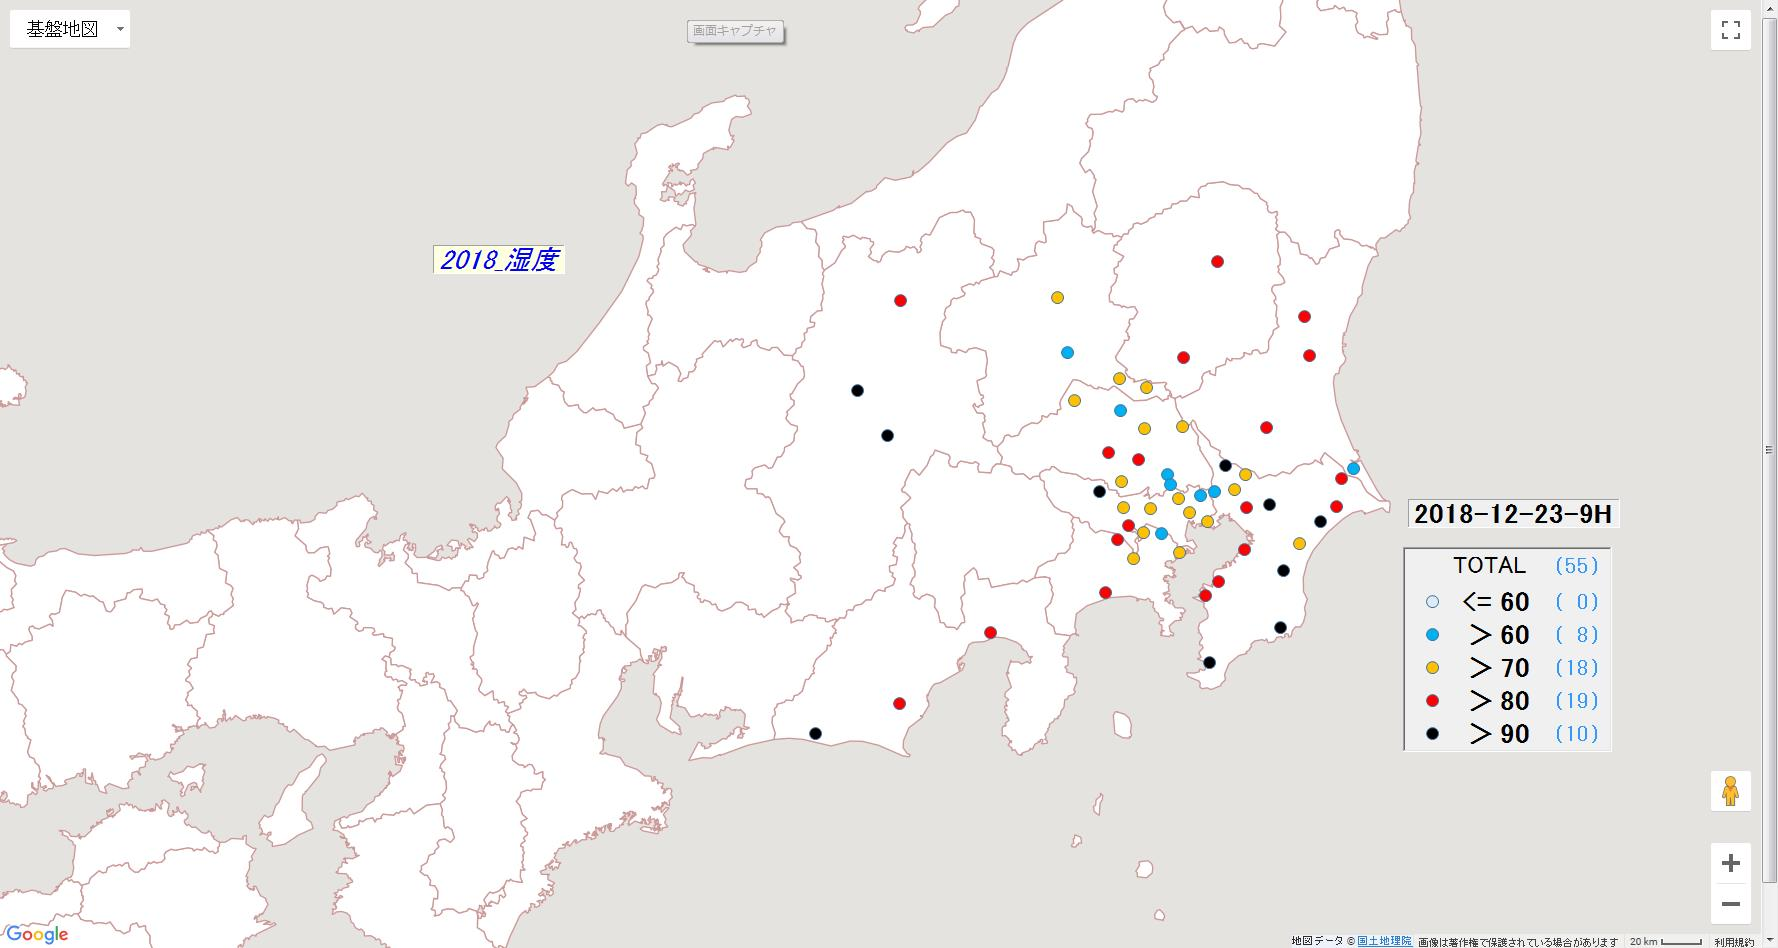 基盤地図
画面キャプチャ
2018_湿度
2018-12-23-9H
TOTAL (55)
<= 60 ( 0)
> 60 ( 8)
> 70 (18)
> 80 (19)
> 90 (10)
Google
地図データ © 国土地理院 画像は著作権で保護されている場合があります 20 km 利用規約